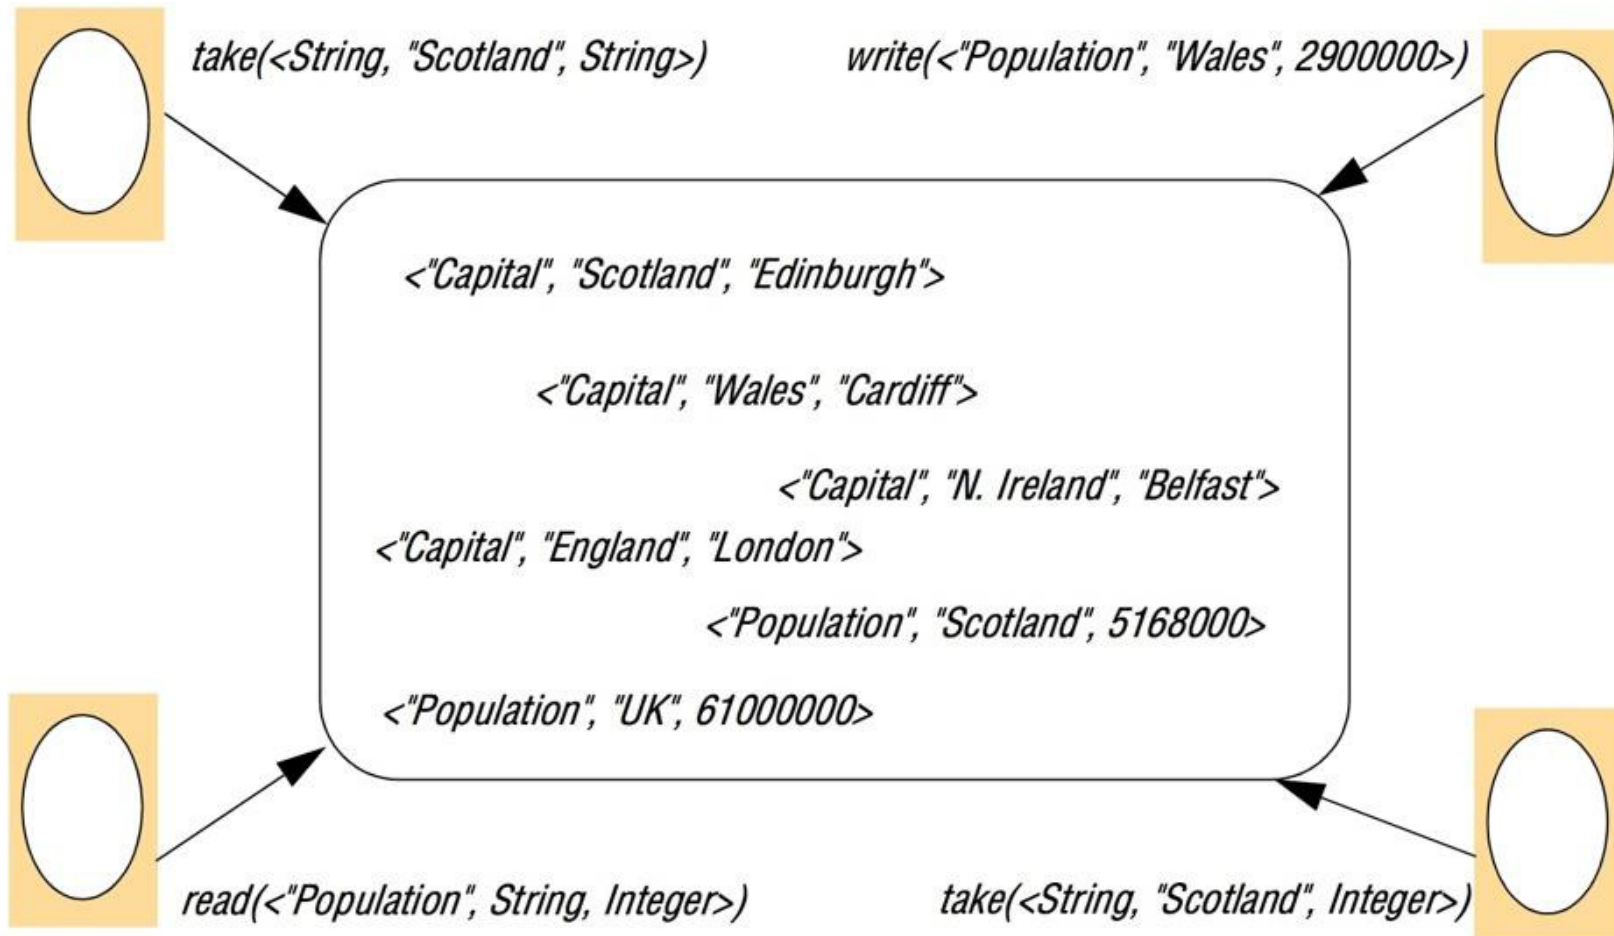 take(<String, "Scotland", String>)
write(<"Population", "Wales", 2900000>)
<"Capital", "Scotland", "Edinburgh">
<"Capital", "Wales", "Cardiff">
<"Capital", "N. Ireland", "Belfast">
<"Capital", "England", "London">
<"Population", "Scotland", 5168000>
<"Population", "UK", 61000000>
read(<"Population", String, Integer>)
take(<String, "Scotland", Integer>)